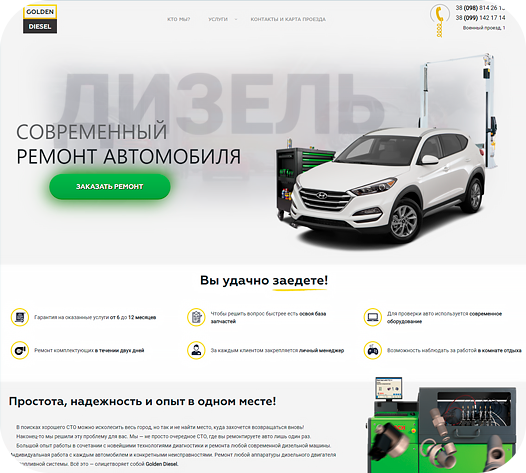 GOLDEN
DIESEL
КТО МЫ?
УСЛУГИ
КОНТАКТЫ И КАРТА ПРОЕЗДА
38 (098) 814 26 1
38 (099) 142 17 14
Военный проезд, 1
ДИЗЕЛЬ
СОВРЕМЕННЫЙ
РЕМОНТ АВТОМОБИЛЯ
ЗАКАЗАТЬ РЕМОНТ
Вы удачно заедете!
Гарантия на оказанные услуги от 6 до 12 месяцев
Чтобы решить вопрос быстрее есть освоя база
запчастей
Для проверки авто используется современное
оборудование
Ремонт комплектующих в течении двух дней
За каждым клиентом закрепляется личный менеджер
Возможность наблюдать за работой в комнате отдыха
Простота, надежность и опыт в одном месте!
В поисках хорошего СТО можно исколесить весь город, но так и не найти место, куда захочется возвращаться вновь!
Наконец-то мы решили эту проблему для вас. Мы — не просто очередное СТО, где вы ремонтируете авто лишь один раз.
Большой опыт работы в сочетании с новейшими технологиями диагностики и ремонта любой современной дизельной машины.
Индивидуальная работа с каждым автомобилем и конкретными неисправностями. Ремонт любой аппаратуры дизельного двигателя
топливной системы. Всё это — олицетворяет собой Golden Diesel.